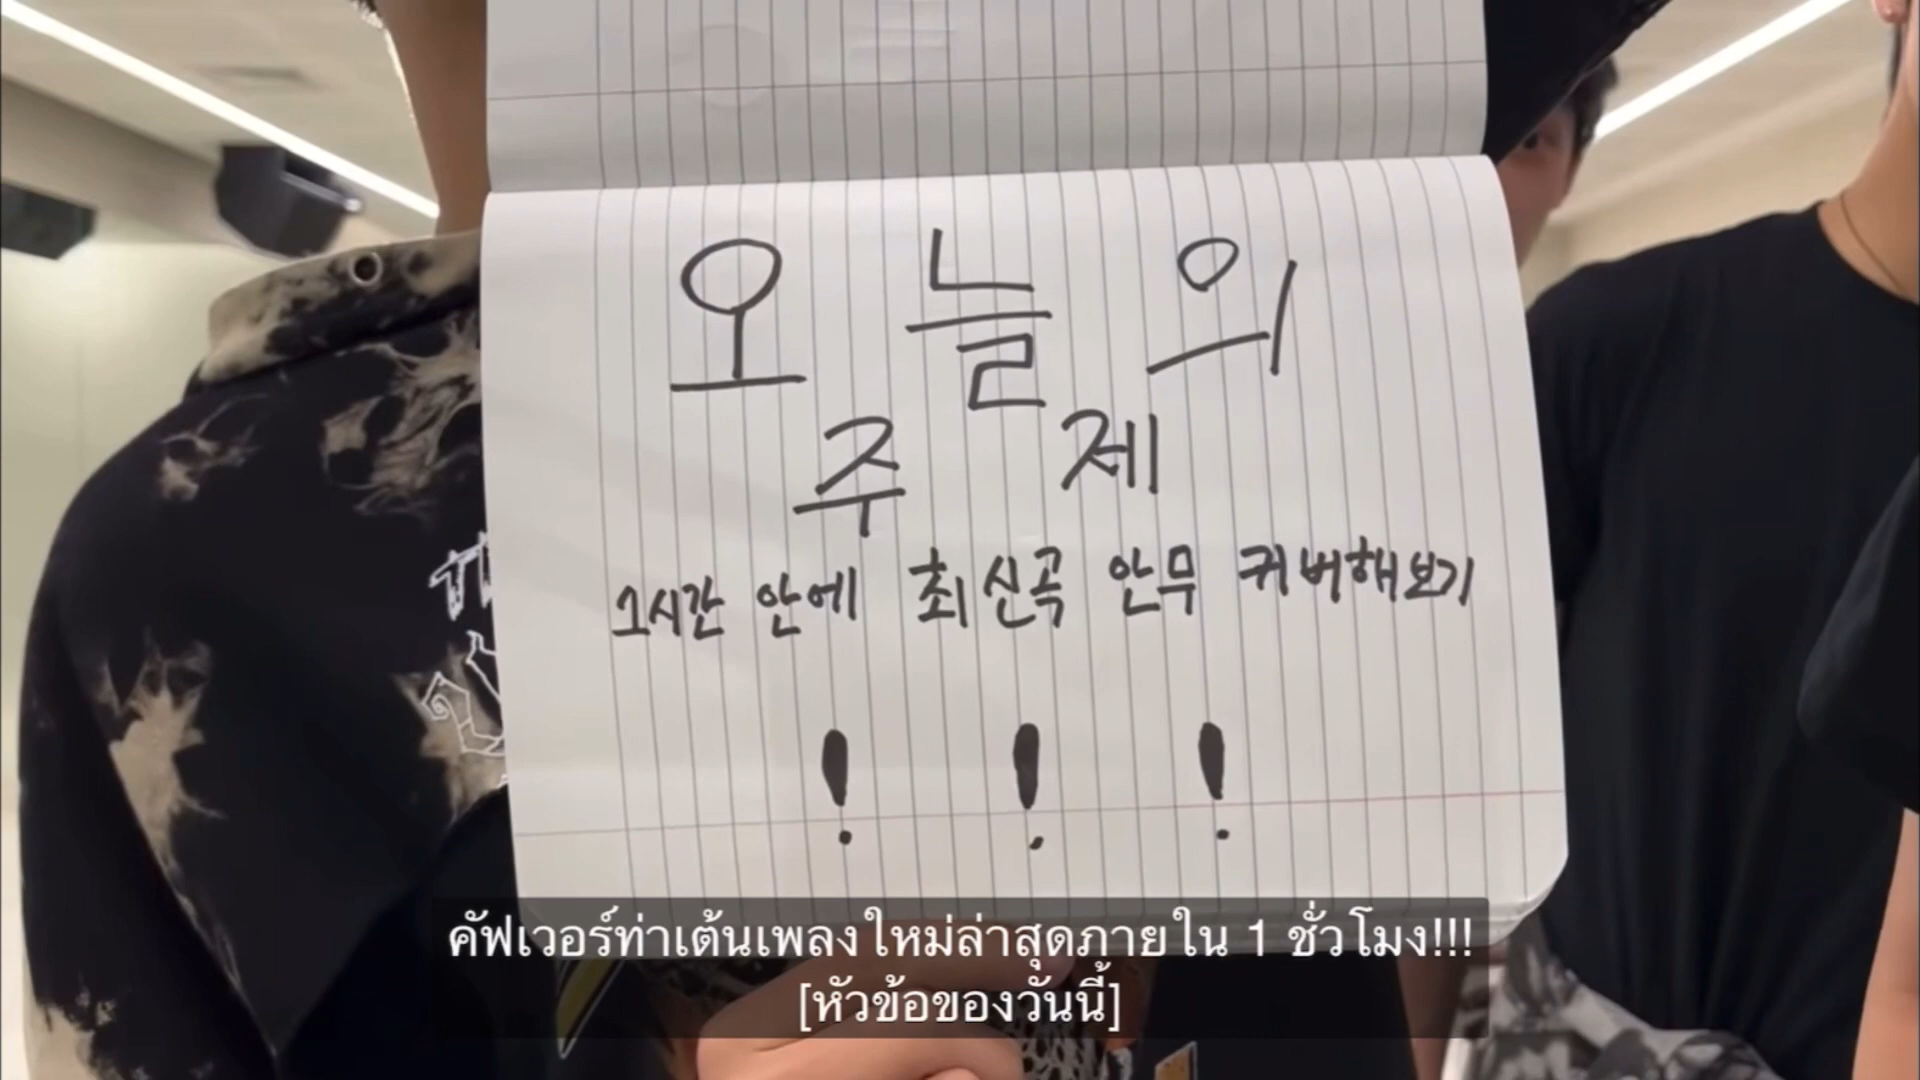 오늘의
주제
1시간 안에 최신곡 안무 커버해보기
! ! !
คัฟเวอร์ท่าเต้นเพลงใหม่ล่าสุดภายใน 1 ชั่วโมง!!!
[หัวข้อของวันนี้]